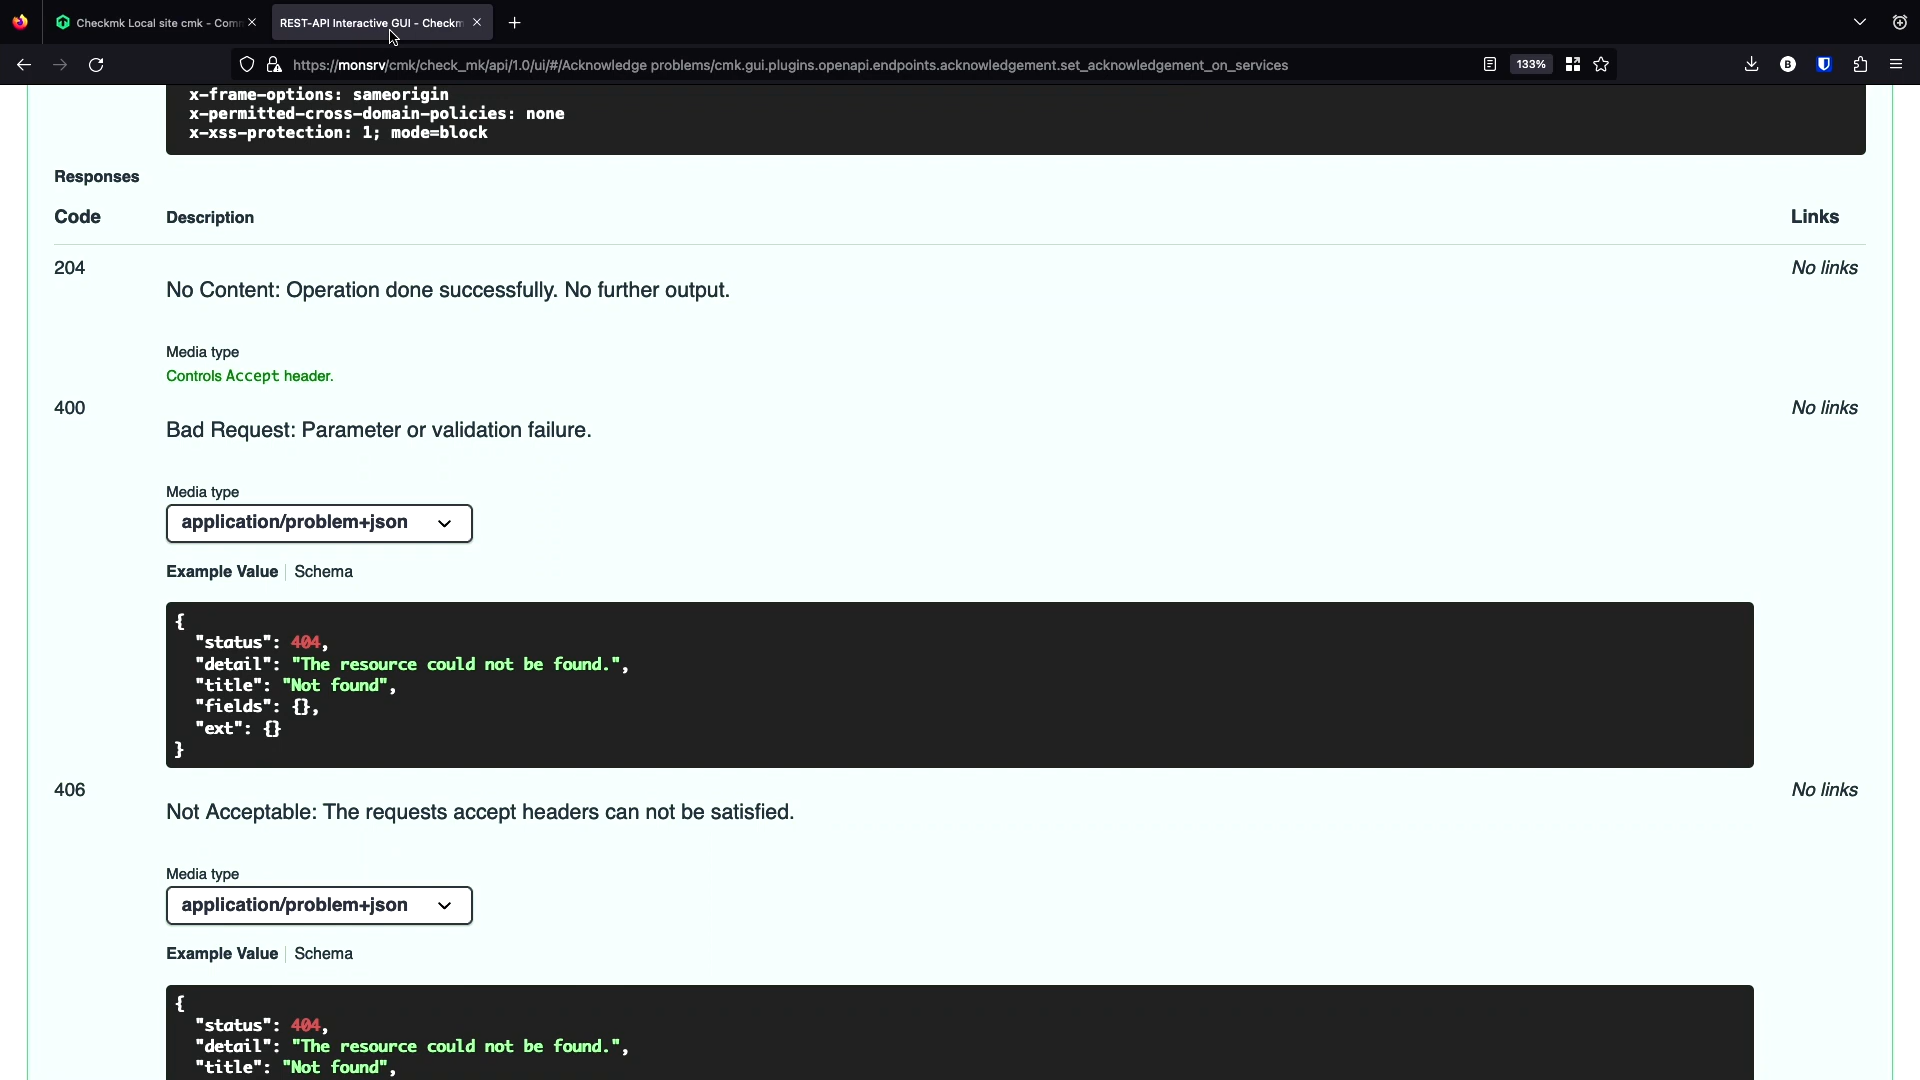 Checkmk Local site cmk - Com
REST-API Interactive GUI - Checkm
https://monsrv/cmk/check_mk/api/1.0/ui/#/Acknowledge problems/cmk.gui.plugins.openapi.endpoints.acknowledgement.set_acknowledgement_on_services
133%
B
x-frame-options: sameorigin
x-permitted-cross-domain-policies: none
x-xss-protection: 1; mode=block
Responses
Code Description Links
204 No links
No Content: Operation done successfully. No further output.
Media type
Controls Accept header.
400 No links
Bad Request: Parameter or validation failure.
Media type
application/problem+json
Example Value Schema
{
"status": 404,
"detail": "The resource could not be found.",
"title": "Not found",
"fields": {},
"ext": {}
}
406 No links
Not Acceptable: The requests accept headers can not be satisfied.
Media type
application/problem+json
Example Value Schema
{
"status": 404,
"detail": "The resource could not be found.",
"title": "Not found",